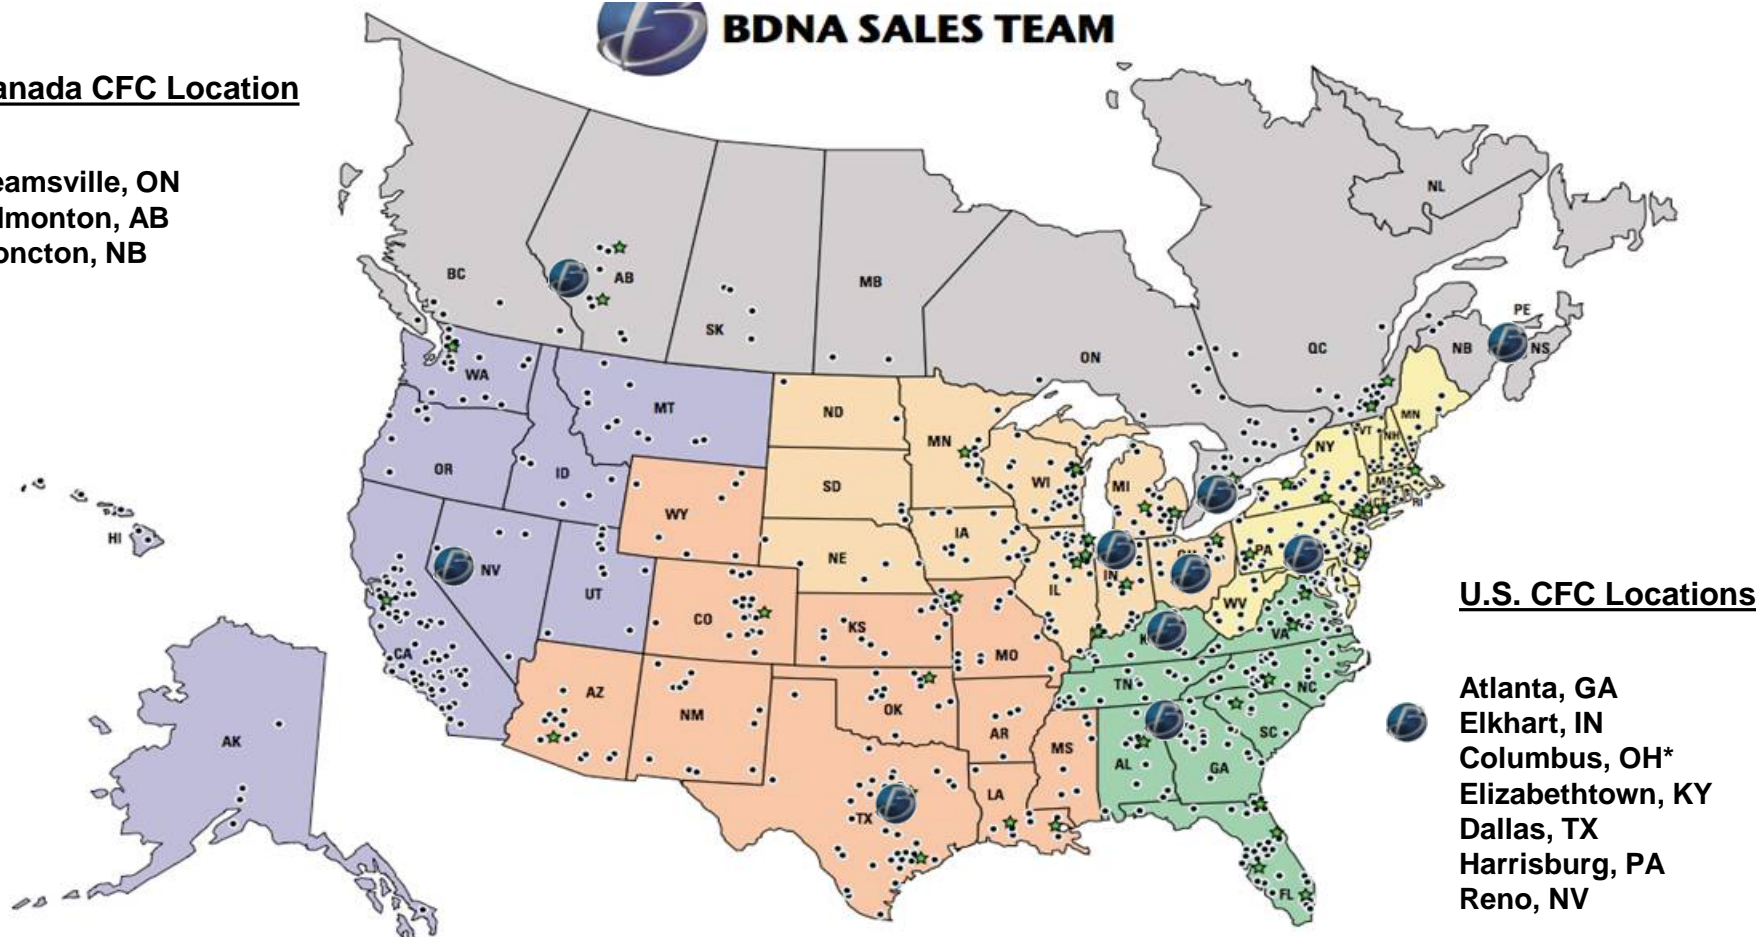 BDNA SALES TEAM
anada CFC Location
eamsville, ON
lmonton, AB
oncton, NB
NL
BC
AB
SK
MB
ON
QC
PE
NB
NS
WA
MT
ND
MN
OR
ID
SD
WI
MI
NY
VT
NH
MN
MA
CT
RI
WY
IA
NE
HI
NV
UT
CO
KS
IL
IN
PA
WV
VA
CA
MO
AZ
NM
OK
AR
TN
NC
SC
MS
AL
GA
LA
TX
FL
AK
U.S. CFC Locations
Atlanta, GA
Elkhart, IN
Columbus, OH*
Elizabethtown, KY
Dallas, TX
Harrisburg, PA
Reno, NV